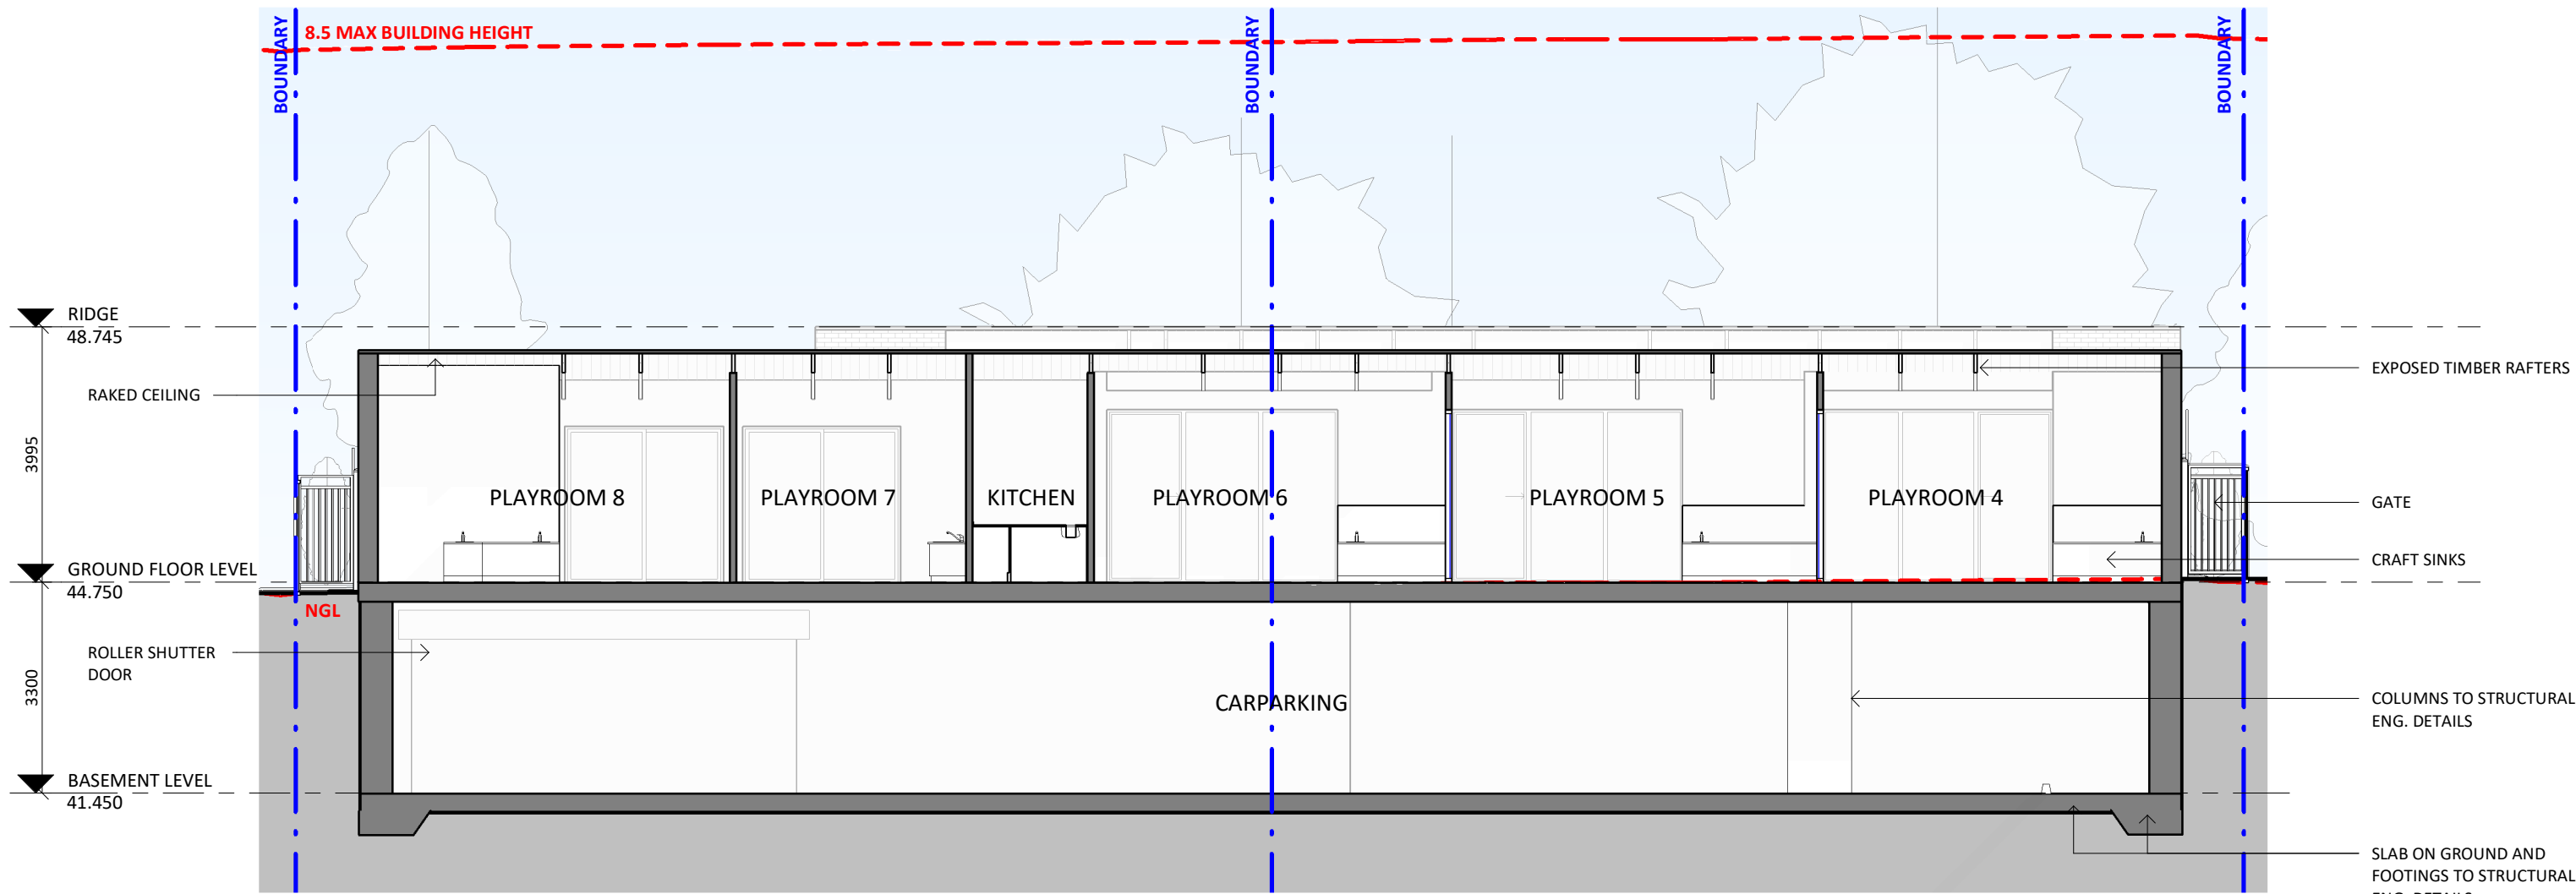 BOUNDARY
8.5 MAX BUILDING HEIGHT
BOUNDARY
BOUNDARY
RIDGE
48.745
RAKED CEILING
EXPOSED TIMBER RAFTERS
3995
PLAYROOM 8
PLAYROOM 7
KITCHEN
PLAYROOM 6
PLAYROOM 5
PLAYROOM 4
GATE
CRAFT SINKS
GROUND FLOOR LEVEL
44.750
NGL
ROLLER SHUTTER
DOOR
3300
CARPARKING
COLUMNS TO STRUCTURAL
ENG. DETAILS
BASEMENT LEVEL
41.450
SLAB ON GROUND AND
FOOTINGS TO STRUCTURAL
ENG. DETAILS